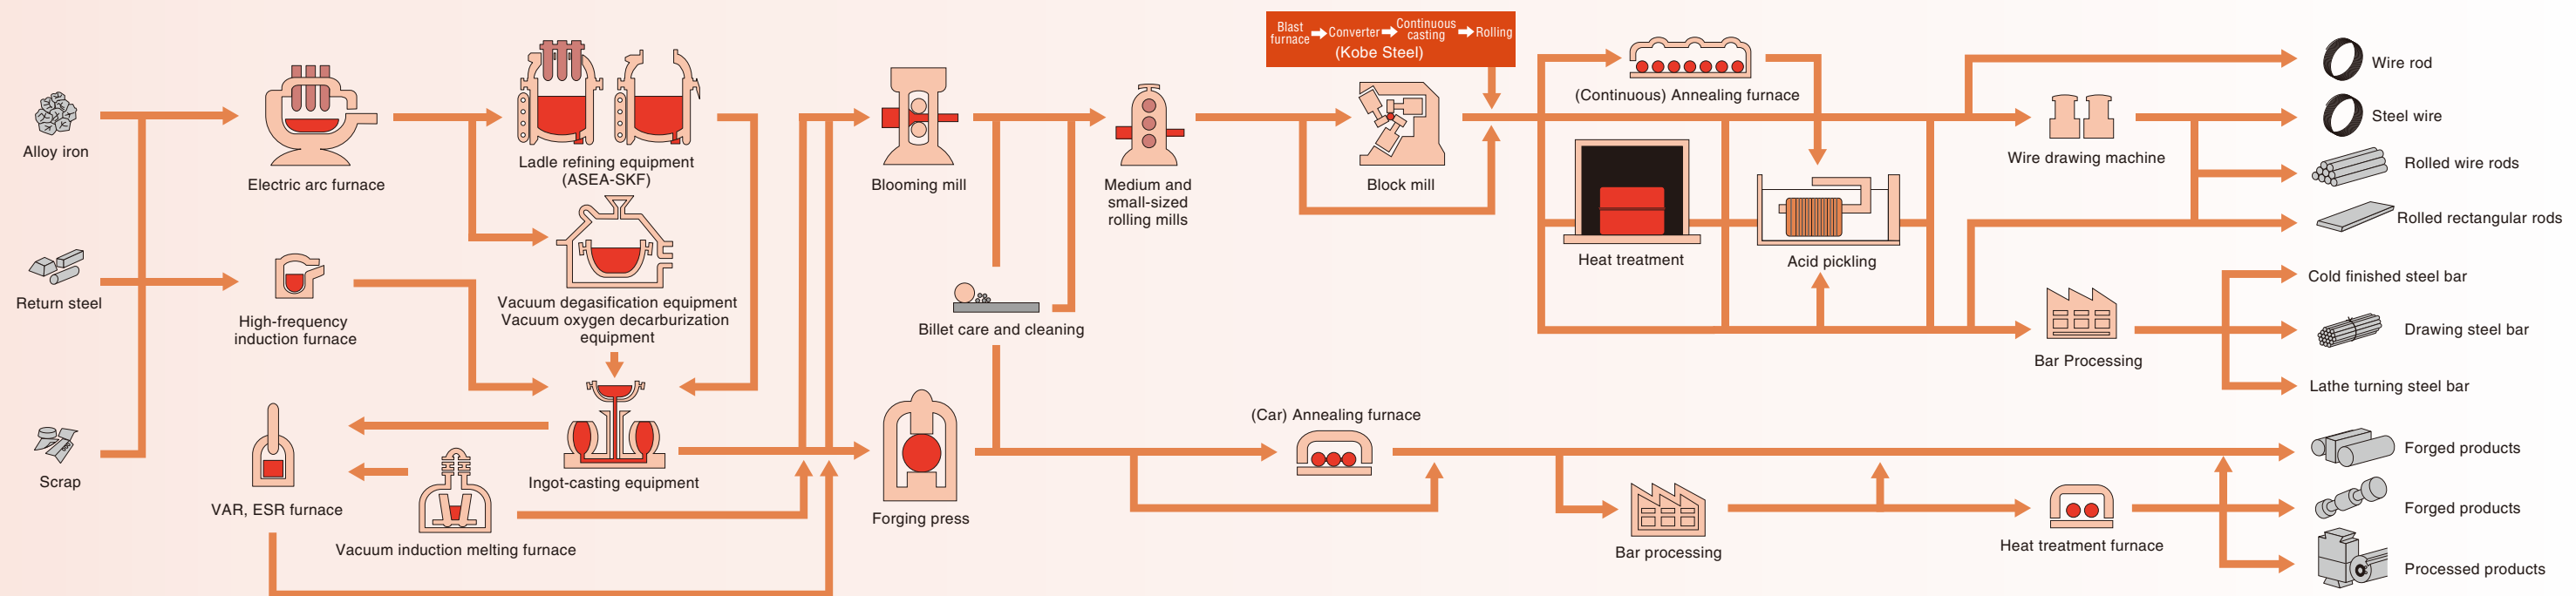 Alloy iron
Return steel
Scrap
Electric arc furnace
High-frequency
induction furnace
VAR, ESR furnace
Ladle refining equipment
(ASEA-SKF)
Vacuum degasification equipment
Vacuum oxygen decarburization
equipment
Ingot-casting equipment
Vacuum induction melting furnace
Blooming mill
Billet care and cleaning
Forging press
Medium and
small-sized
rolling mills
Blast
furnace
Converter
Continuous
casting
Rolling
(Kobe Steel)
Block mill
(Car) Annealing furnace
(Continuous) Annealing furnace
Heat treatment
Acid pickling
Bar processing
Wire drawing machine
Bar Processing
Heat treatment furnace
Wire rod
Steel wire
Rolled wire rods
Rolled rectangular rods
Cold finished steel bar
Drawing steel bar
Lathe turning steel bar
Forged products
Forged products
Processed products